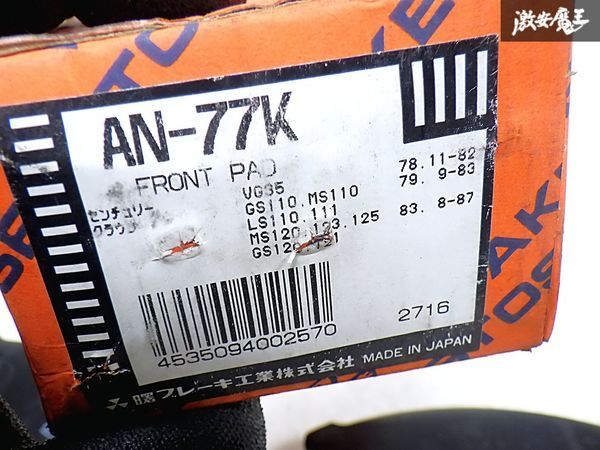 激安魔王
AN-77K
FRONT PAD
センチュリー VG35 78.11-82
クラウン GS110.MS110 79. 9-83
LS110.111
MS120.123.125 83. 8-87
GS120.121
4535094002570
2716
曙ブレーキ工業株式会社 MADE IN JAPAN